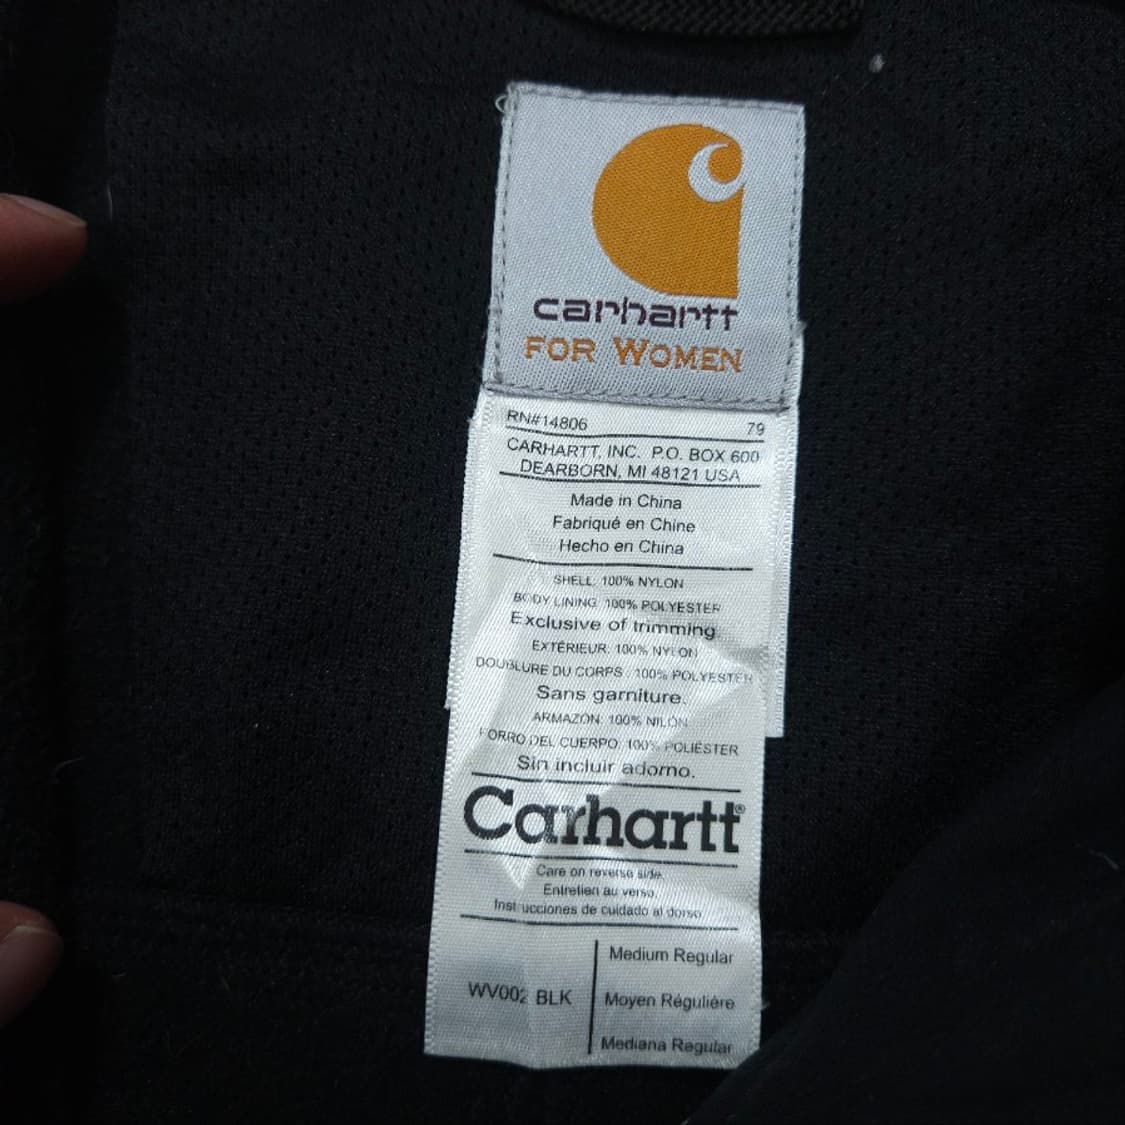 carhartt
FOR WOMEN
RN#14806 79
CARHARTT, INC. P.O. BOX 600
DEARBORN, MI 48121 USA
Made in China
Fabriqué en Chine
Hecho en China
SHELL: 100% NYLON
BODY LINING: 100% POLYESTER
Exclusive of trimming.
EXTÉRIEUR: 100% NYLON
DOUBLURE DU CORPS : 100% POLYESTER
Sans garniture.
ARMAZÓN: 100% NILÓN
FORRO DEL CUERPO: 100% POLIÉSTER
Sin incluir adorno.
Carhartt®
Care on reverse side.
Entretien au verso.
Instrucciones de cuidado al dorso.
Medium Regular
WV002 BLK
Moyen Régulière
Mediana Regular